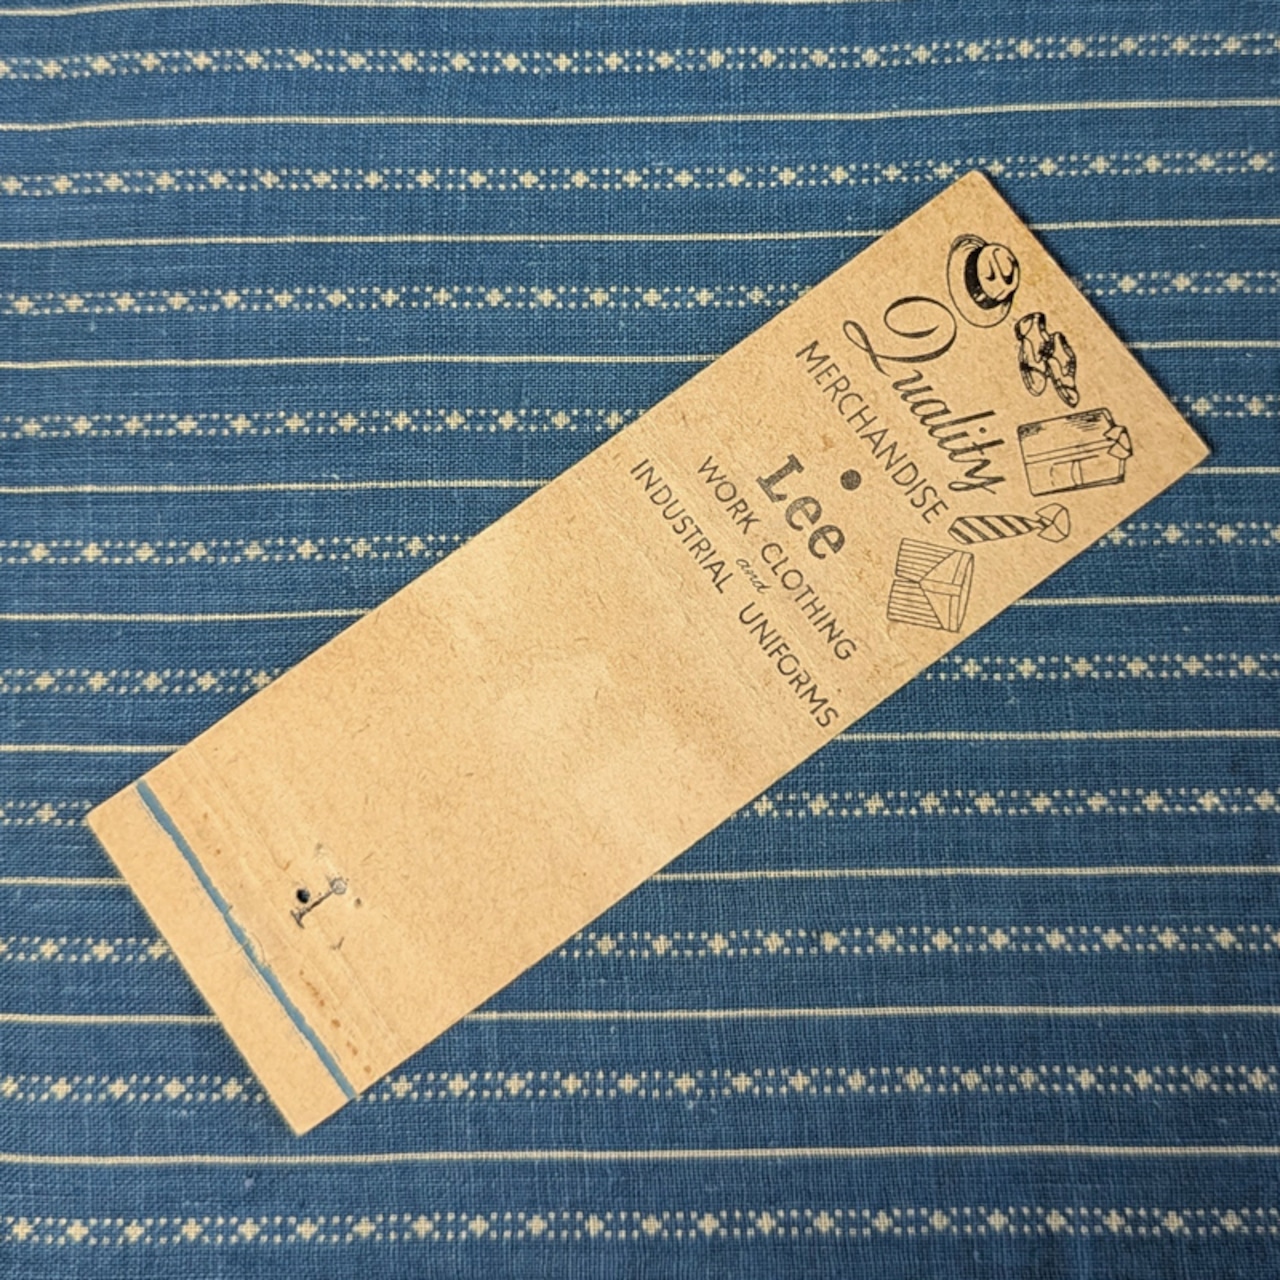 Quality
MERCHANDISE
Lee
WORK CLOTHING
and
INDUSTRIAL UNIFORMS